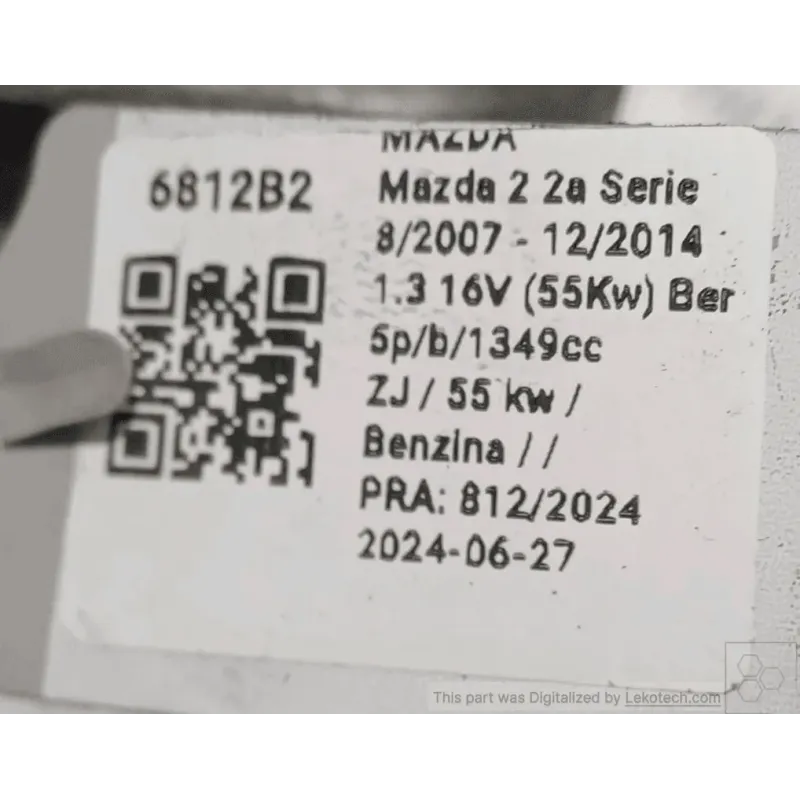 6812B2
MAZDA
Mazda 2 2a Serie
8/2007 - 12/2014
1.3 16V (55Kw) Ber
5p/b/1349cc
ZJ / 55 kw /
Benzina / /
PRA: 812/2024
2024-06-27
This part was Digitalized by Lekotech.com